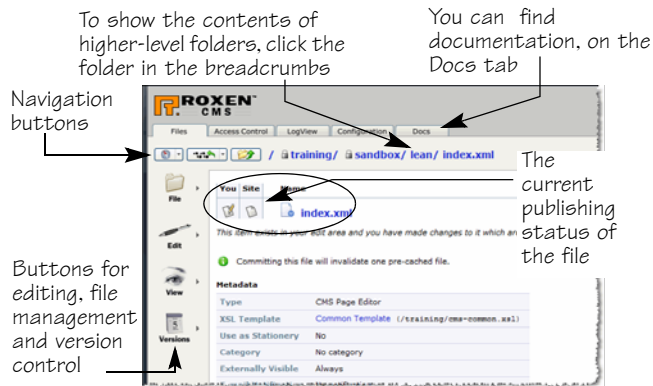 To show the contents of
higher-level folders, click the
folder in the breadcrumbs
You can find
documentation, on the
Docs tab
Navigation
buttons
ROXEN
CMS
Files Access Control LogView Configuration Docs
/ training/ sandbox/ lean/ index.xml
The
current
publishing
status of
the file
File
You Site Name
index.xml
This item exists in your edit area and you have made changes to it which are
Edit
Committing this file will invalidate one pre-cached file.
View
Metadata
Type CMS Page Editor
XSL Template Common Template (/training/cms-common.xsl)
Use as Stationery No
Category No category
Externally Visible Always
Versions
Buttons for
editing, file
management
and version
control